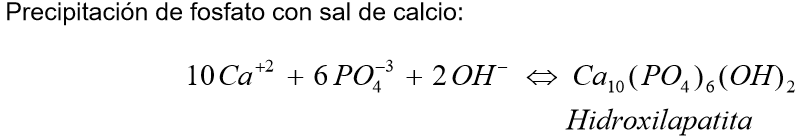 Precipitación de fosfato con sal de calcio:
10Ca⁺² + 6PO₄⁻³ + 2OH⁻ ⇔ Ca₁₀(PO₄)₆(OH)₂
Hidroxilapatita